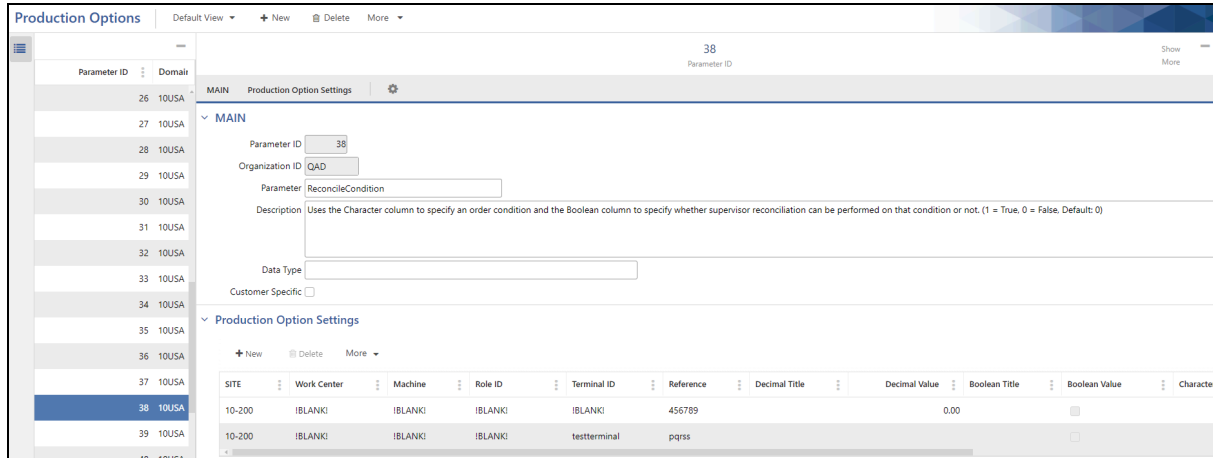 Production Options Default View + New Delete More
38
Parameter ID
Show
More
Parameter ID Domain
26 10USA
27 10USA
28 10USA
29 10USA
30 10USA
31 10USA
32 10USA
33 10USA
34 10USA
35 10USA
36 10USA
37 10USA
38 10USA
39 10USA
MAIN Production Option Settings
MAIN
Parameter ID 38
Organization ID QAD
Parameter ReconcileCondition
Description Uses the Character column to specify an order condition and the Boolean column to specify whether supervisor reconciliation can be performed on that condition or not. (1 = True, 0 = False, Default: 0)
Data Type
Customer Specific
Production Option Settings
+ New Delete More
SITE Work Center Machine Role ID Terminal ID Reference Decimal Title Decimal Value Boolean Title Boolean Value Character
10-200 !BLANK! !BLANK! !BLANK! !BLANK! 456789 0.00
10-200 !BLANK! !BLANK! !BLANK! testterminal pqrss